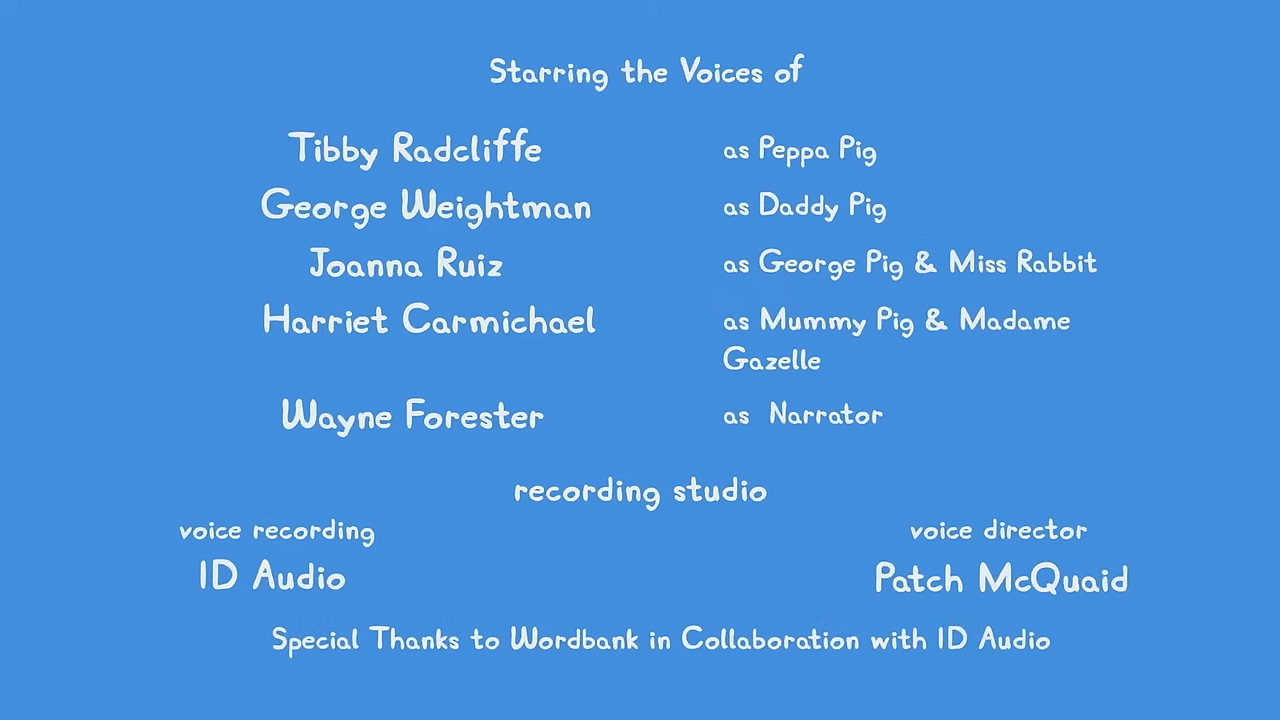 Starring the Voices of
Tibby Radcliffe as Peppa Pig
George Weightman as Daddy Pig
Joanna Ruiz as George Pig & Miss Rabbit
Harriet Carmichael as Mummy Pig & Madame
Gazelle
Wayne Forester as Narrator
recording studio
voice recording voice director
ID Audio Patch McQuaid
Special Thanks to Wordbank in Collaboration with ID Audio